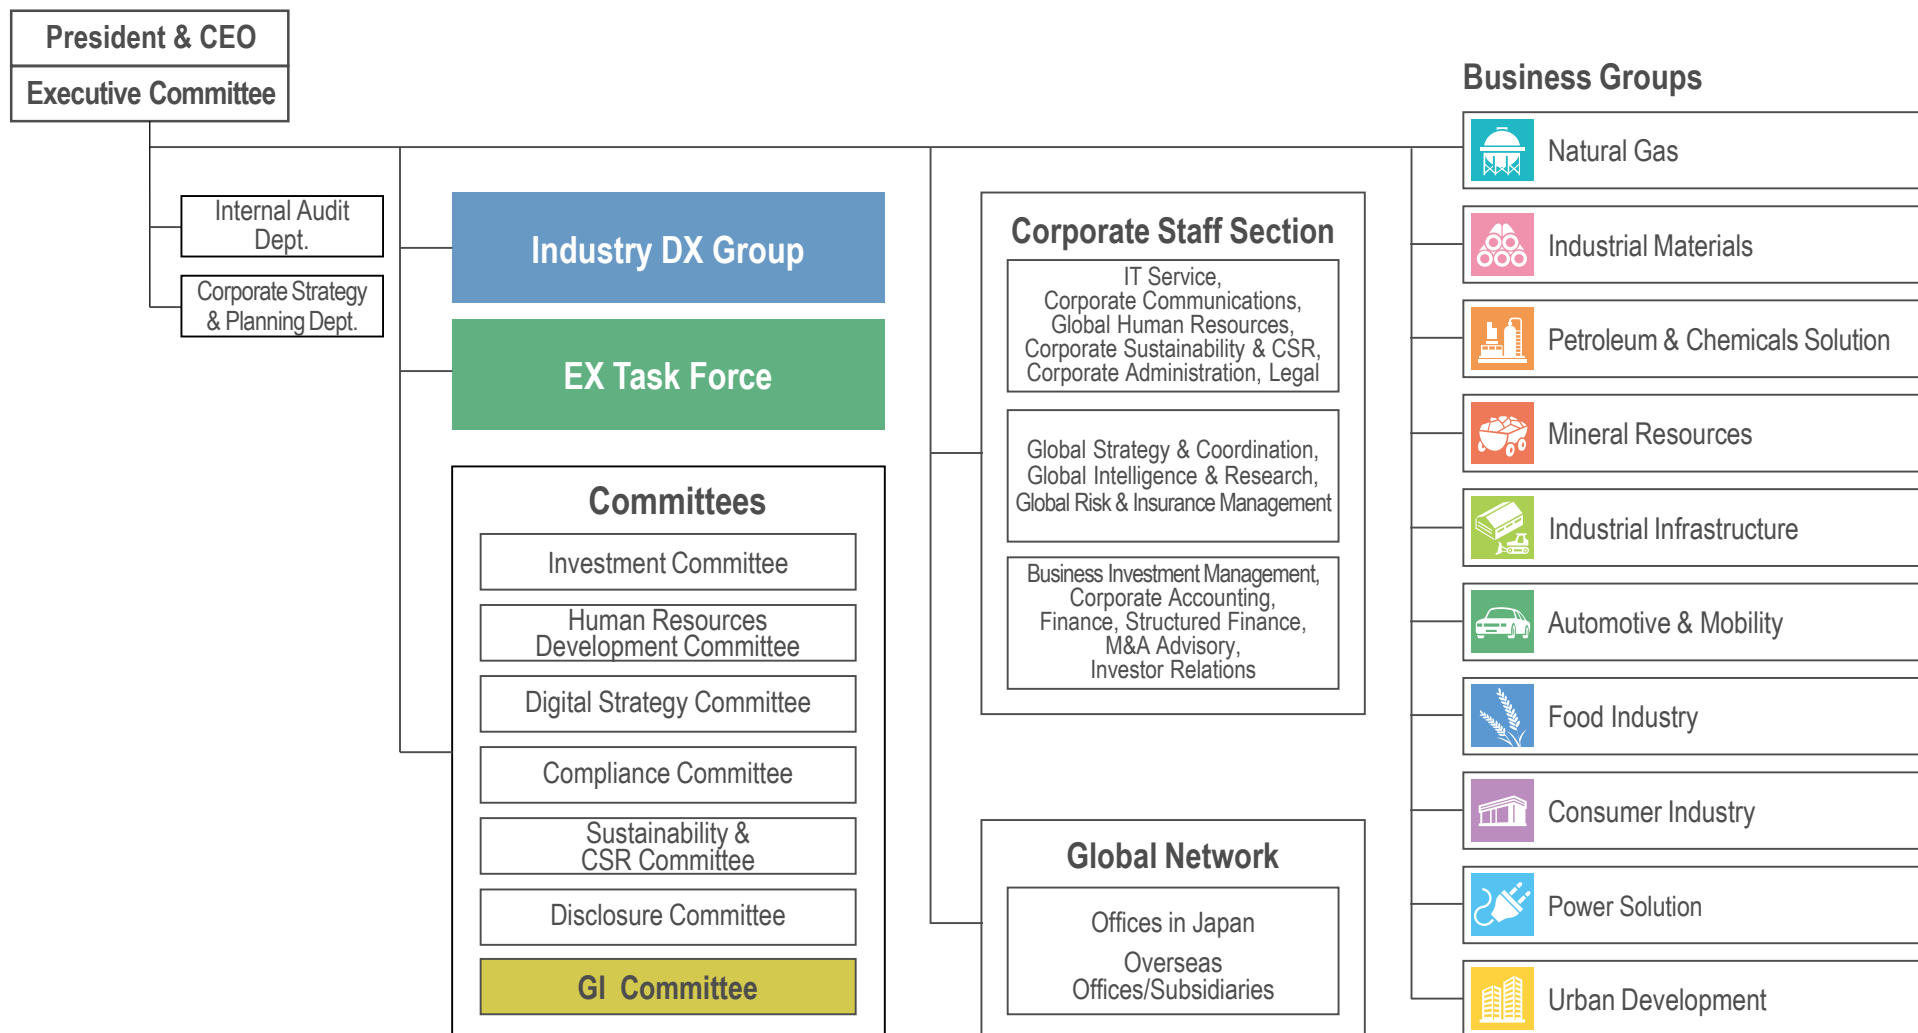 President & CEO
Executive Committee
Internal Audit
Dept.
Corporate Strategy
& Planning Dept.
Industry DX Group
EX Task Force
Committees
Investment Committee
Human Resources
Development Committee
Digital Strategy Committee
Compliance Committee
Sustainability &
CSR Committee
Disclosure Committee
GI Committee
Corporate Staff Section
IT Service,
Corporate Communications,
Global Human Resources,
Corporate Sustainability & CSR,
Corporate Administration, Legal
Global Strategy & Coordination,
Global Intelligence & Research,
Global Risk & Insurance Management
Business Investment Management,
Corporate Accounting,
Finance, Structured Finance,
M&A Advisory,
Investor Relations
Global Network
Offices in Japan
Overseas
Offices/Subsidiaries
Business Groups
Natural Gas
Industrial Materials
Petroleum & Chemicals Solution
Mineral Resources
Industrial Infrastructure
Automotive & Mobility
Food Industry
Consumer Industry
Power Solution
Urban Development